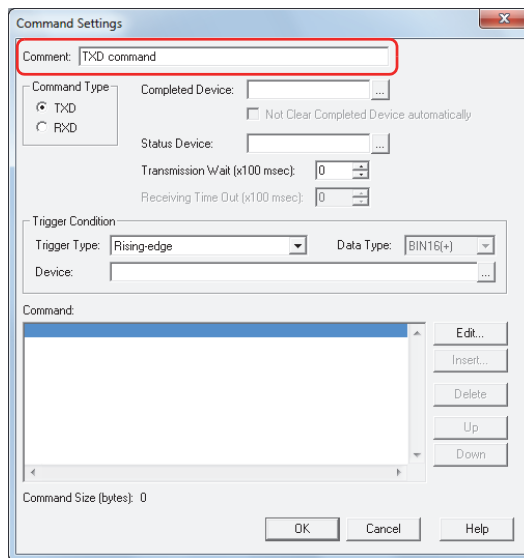 Command Settings
Comment: TXD command
Command Type
TXD
RXD
Completed Device: ...
Not Clear Completed Device automatically
Status Device: ...
Transmission Wait (x100 msec): 0
Receiving Time Out (x100 msec): 0
Trigger Condition
Trigger Type: Rising-edge Data Type: BIN16(+)
Device: ...
Command:
Edit...
Insert...
Delete
Up
Down
Command Size (bytes): 0
OK Cancel Help